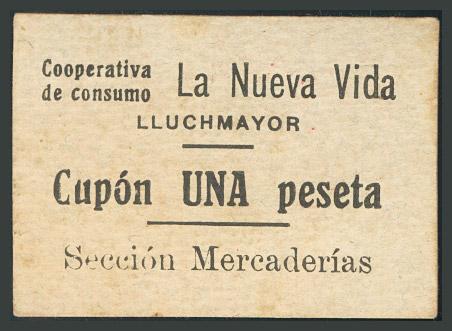 Cooperativa
de consumo La Nueva Vida
LLUCHMAYOR
Cupón UNA peseta
Sección Mercaderías